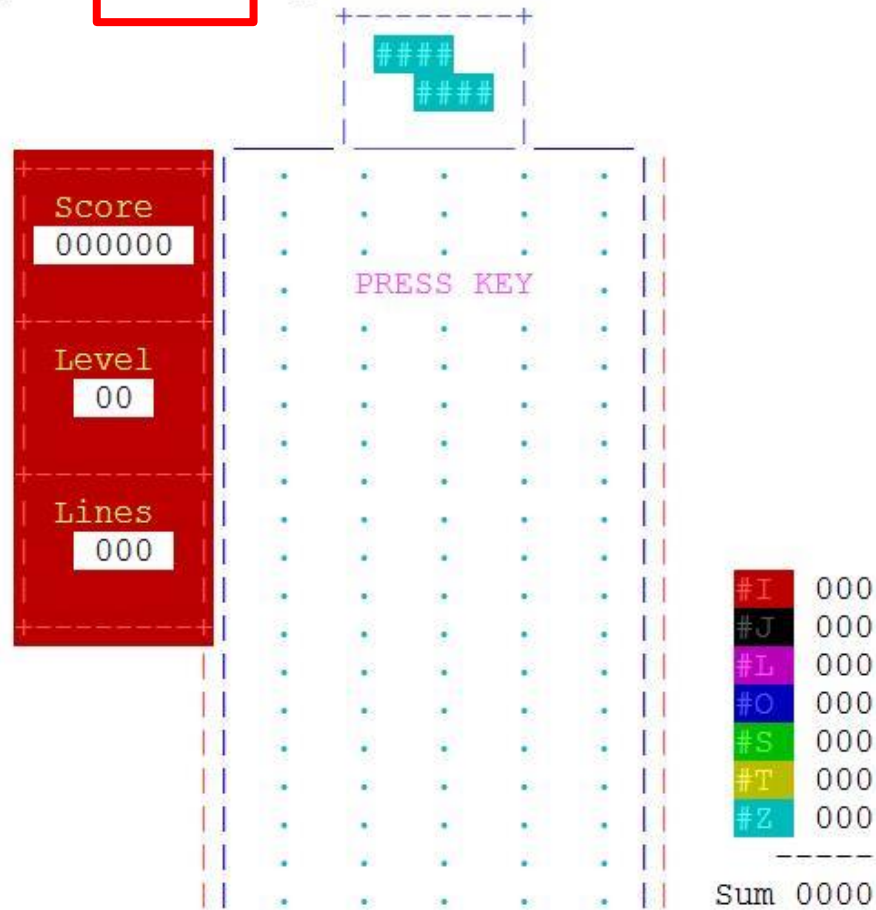 ####
####
Score
000000
PRESS KEY
Level
00
Lines
000
#I 000
#J 000
#L 000
#O 000
#S 000
#T 000
#Z 000
-----
Sum 0000